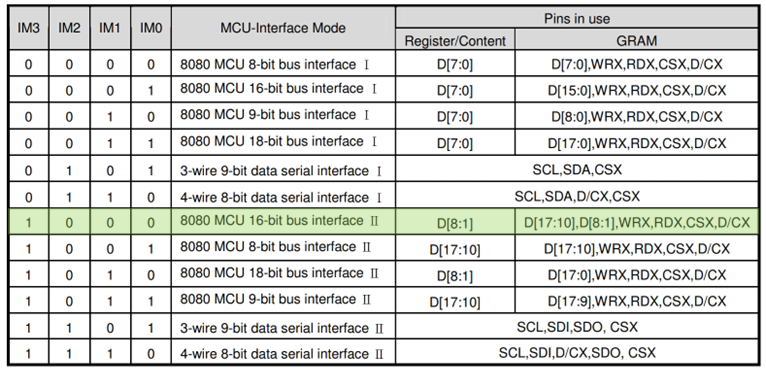 IM3 IM2 IM1 IM0 MCU-Interface Mode Pins in use
Register/Content GRAM
0 0 0 0 8080 MCU 8-bit bus interface Ⅰ D[7:0] D[7:0],WRX,RDX,CSX,D/CX
0 0 0 1 8080 MCU 16-bit bus interface Ⅰ D[7:0] D[15:0],WRX,RDX,CSX,D/CX
0 0 1 0 8080 MCU 9-bit bus interface Ⅰ D[7:0] D[8:0],WRX,RDX,CSX,D/CX
0 0 1 1 8080 MCU 18-bit bus interface Ⅰ D[7:0] D[17:0],WRX,RDX,CSX,D/CX
0 1 0 1 3-wire 9-bit data serial interface Ⅰ SCL,SDA,CSX
0 1 1 0 4-wire 8-bit data serial interface Ⅰ SCL,SDA,D/CX,CSX
1 0 0 0 8080 MCU 16-bit bus interface Ⅱ D[8:1] D[17:10],D[8:1],WRX,RDX,CSX,D/CX
1 0 0 1 8080 MCU 8-bit bus interface Ⅱ D[17:10] D[17:10],WRX,RDX,CSX,D/CX
1 0 1 0 8080 MCU 18-bit bus interface Ⅱ D[8:1] D[17:0],WRX,RDX,CSX,D/CX
1 0 1 1 8080 MCU 9-bit bus interface Ⅱ D[17:10] D[17:9],WRX,RDX,CSX,D/CX
1 1 0 1 3-wire 9-bit data serial interface Ⅱ SCL,SDI,SDO, CSX
1 1 1 0 4-wire 8-bit data serial interface Ⅱ SCL,SDI,D/CX,SDO, CSX